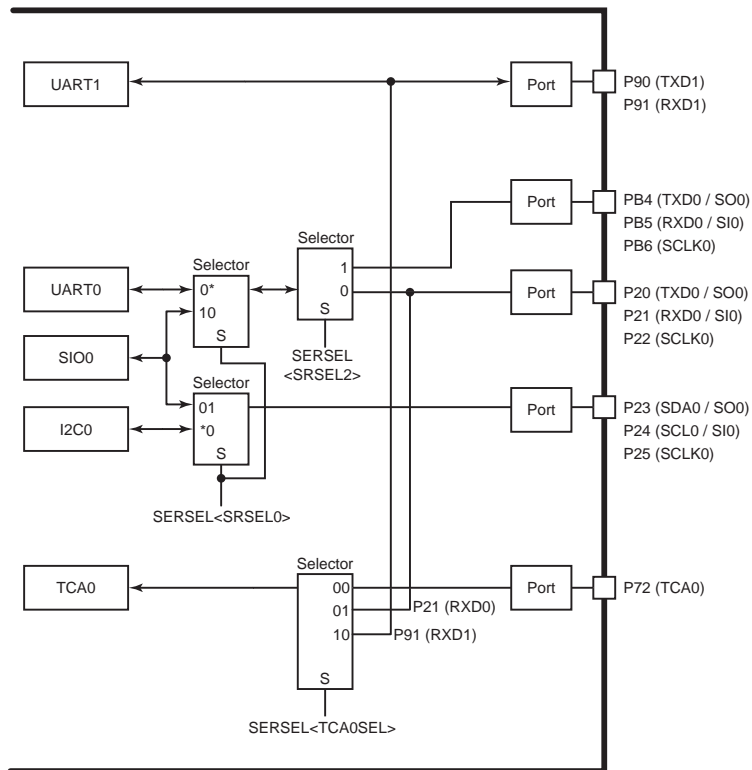 UART1
Port
P90 (TXD1)
P91 (RXD1)
Port
PB4 (TXD0 / SO0)
PB5 (RXD0 / SI0)
PB6 (SCLK0)
Selector
1
0
S
SERSEL
<SRSEL2>
Selector
0*
10
S
UART0
SIO0
I2C0
Port
P20 (TXD0 / SO0)
P21 (RXD0 / SI0)
P22 (SCLK0)
Selector
01
*0
S
SERSEL<SRSEL0>
Port
P23 (SDA0 / SO0)
P24 (SCL0 / SI0)
P25 (SCLK0)
TCA0
Selector
00
01
10
S
P21 (RXD0)
P91 (RXD1)
SERSEL<TCA0SEL>
Port
P72 (TCA0)